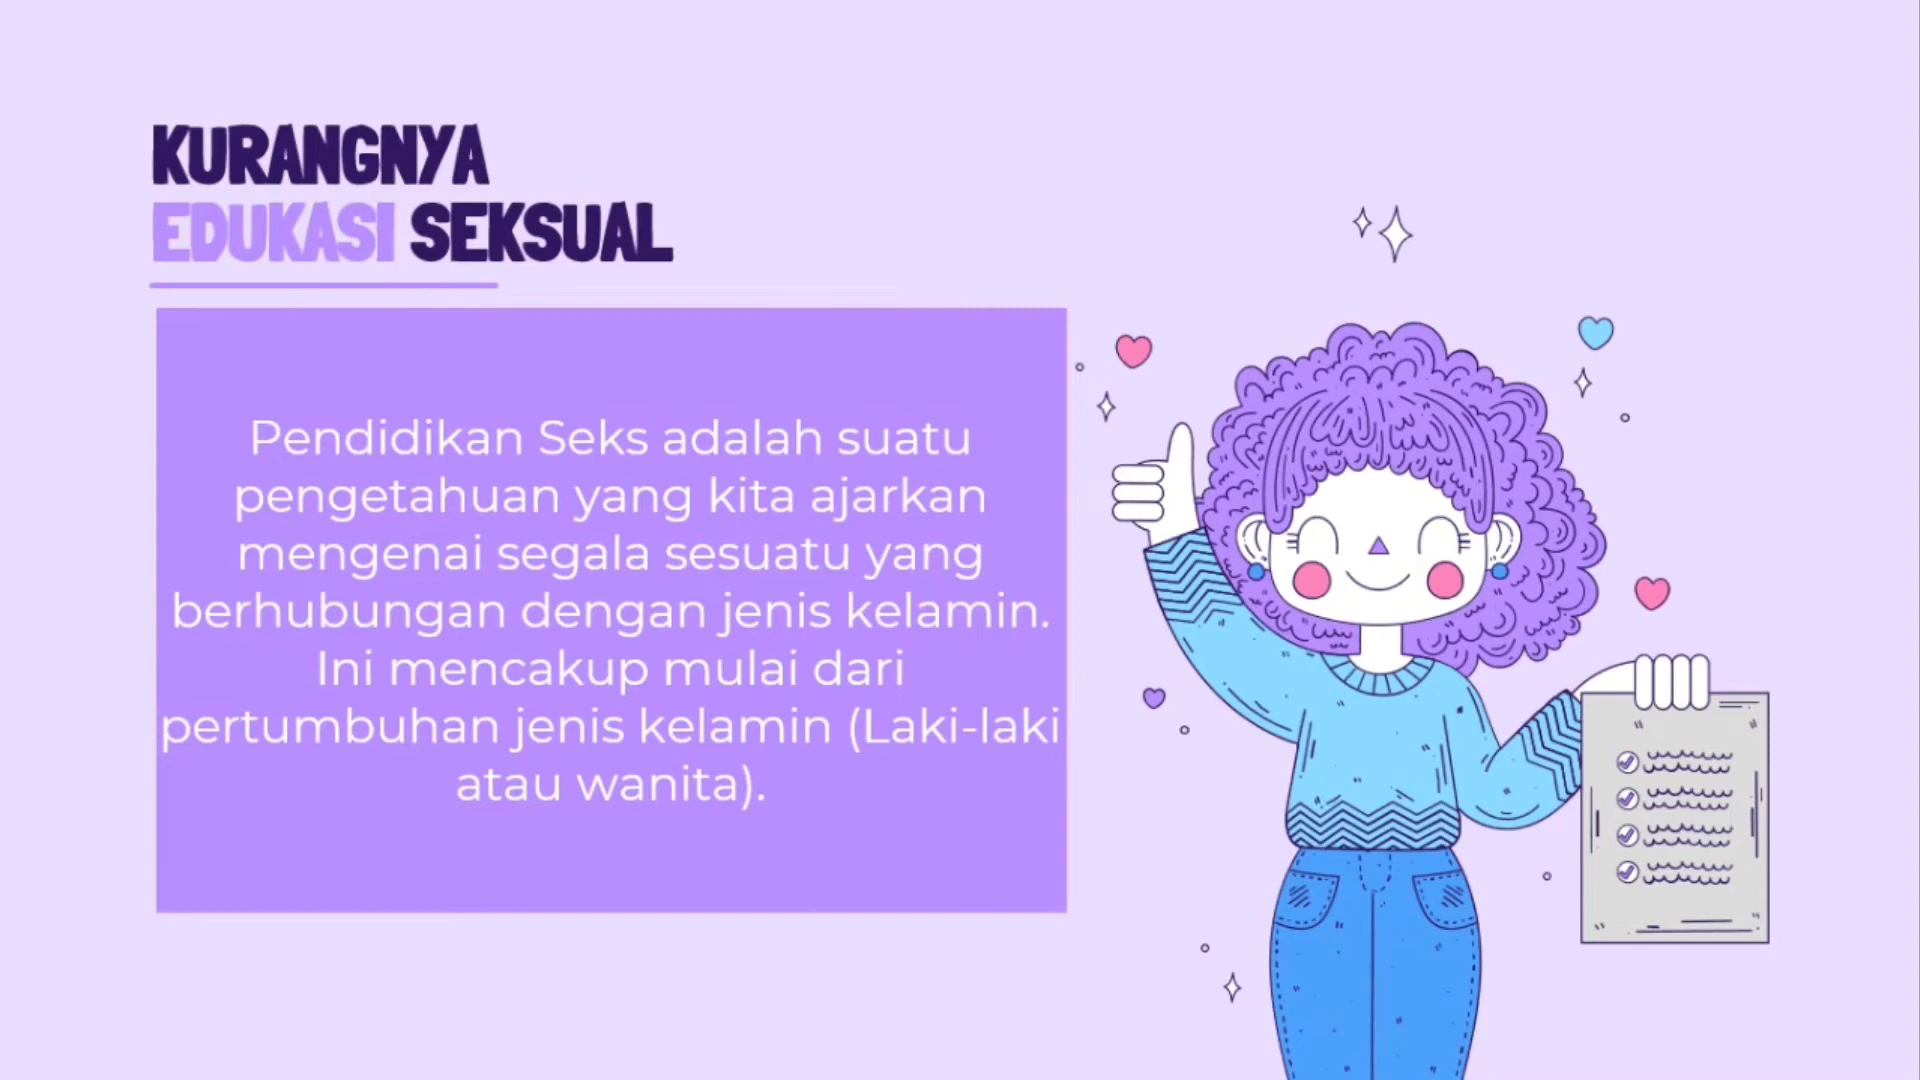 KURANGNYA
EDUKASI SEKSUAL
Pendidikan Seks adalah suatu
pengetahuan yang kita ajarkan
mengenai segala sesuatu yang
berhubungan dengan jenis kelamin.
Ini mencakup mulai dari
pertumbuhan jenis kelamin (Laki-laki
atau wanita).